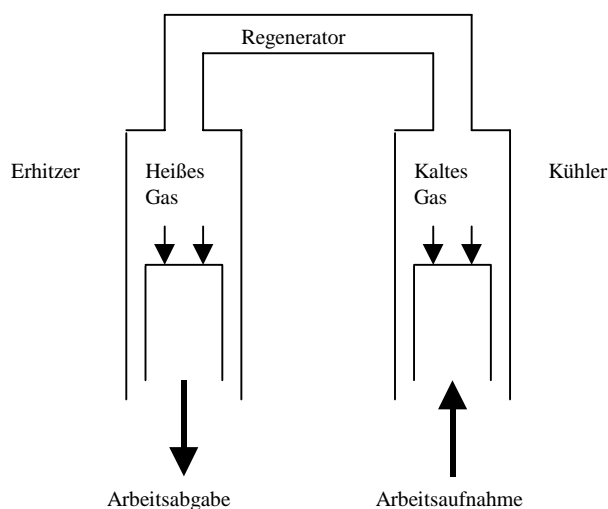 Regenerator
Erhitzer
Heißes
Gas
Kaltes
Gas
Kühler
Arbeitsabgabe
Arbeitsaufnahme